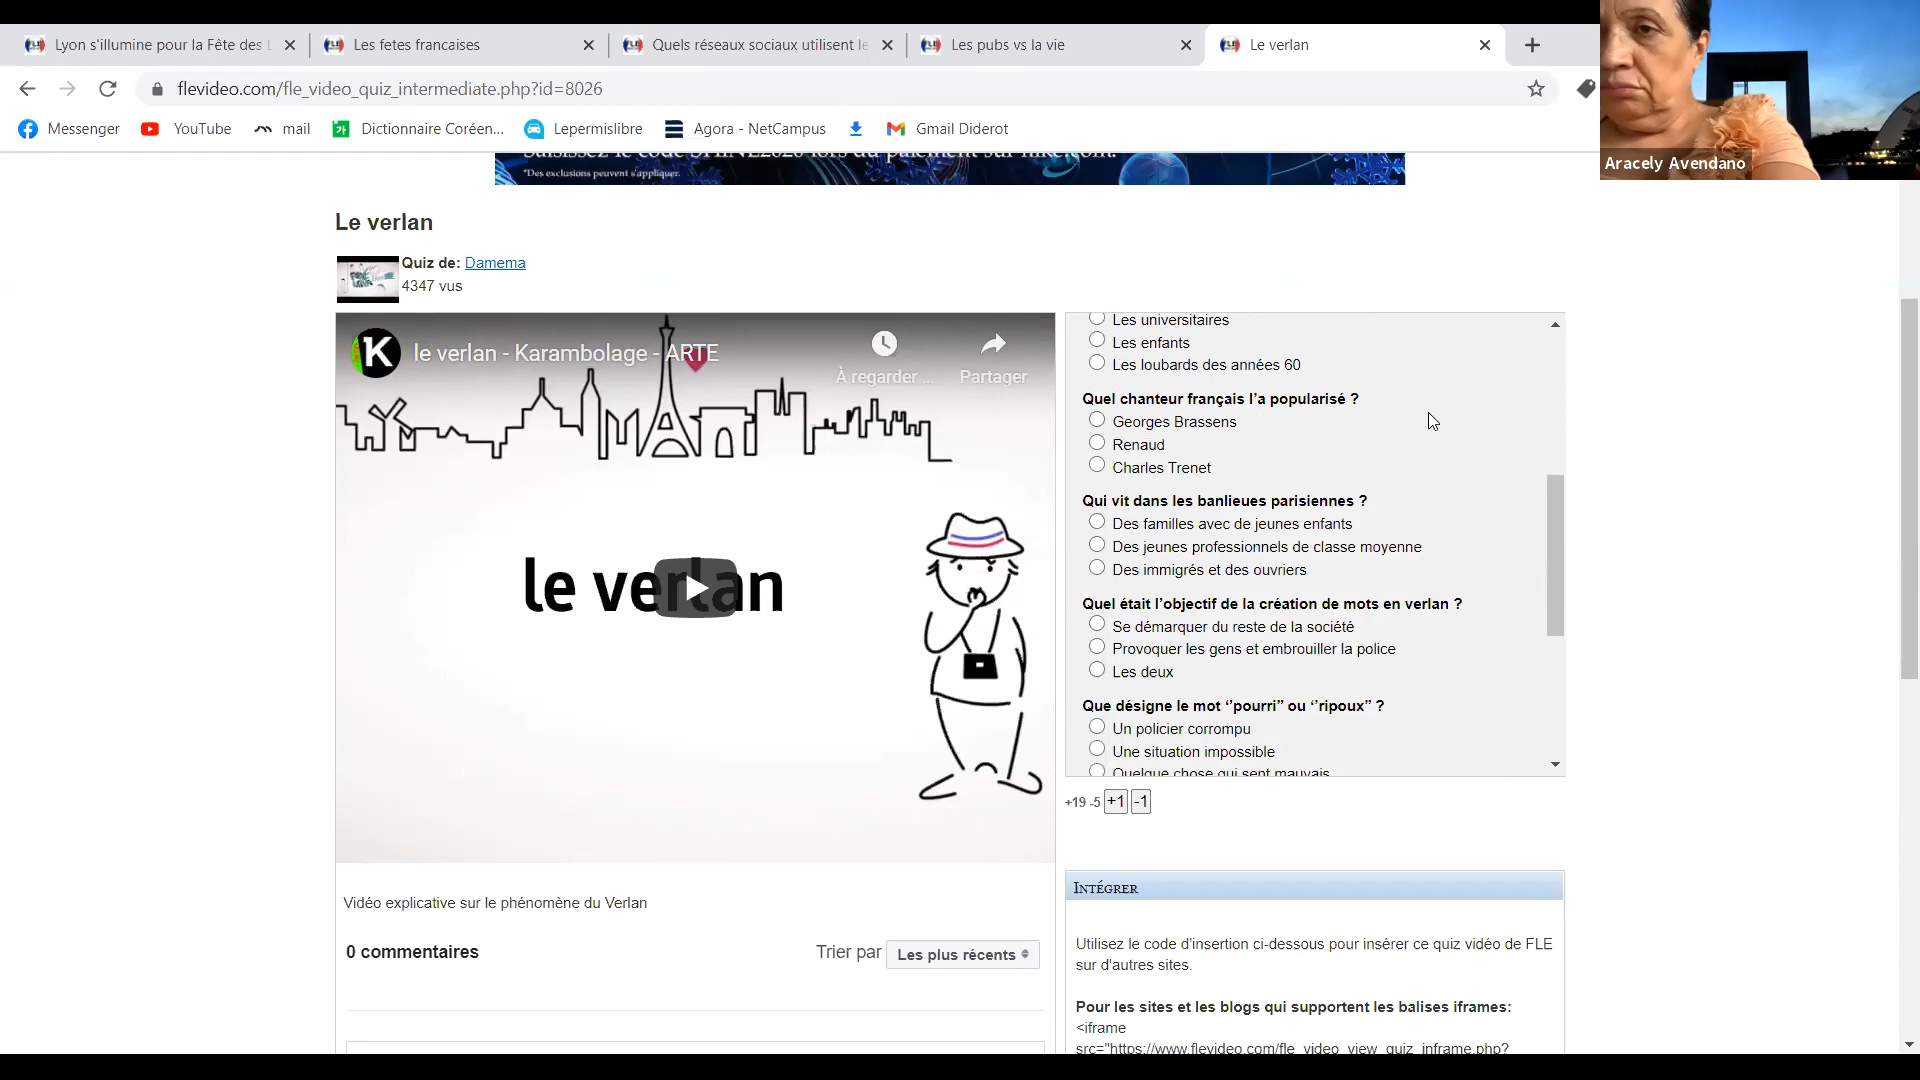 Lyon s'illumine pour la Fête des
Les fetes francaises
Quels réseaux sociaux utilisent le
Les pubs vs la vie
Le verlan
flevideo.com/fle_video_quiz_intermediate.php?id=8026
Messenger
YouTube
mail
Dictionnaire Coréen...
Lepermislibre
Agora - NetCampus
Gmail Diderot
Aracely Avendano
Saisissez le code SHINE2020 lors du paiement sur nike.com.
*Des exclusions peuvent s'appliquer.
Le verlan
Quiz de: Damema
4347 vus
K
le verlan - Karambolage - ARTE
À regarder ...
Partager
le verlan
Les universitaires
Les enfants
Les loubards des années 60
Quel chanteur français l’a popularisé ?
Georges Brassens
Renaud
Charles Trenet
Qui vit dans les banlieues parisiennes ?
Des familles avec de jeunes enfants
Des jeunes professionnels de classe moyenne
Des immigrés et des ouvriers
Quel était l’objectif de la création de mots en verlan ?
Se démarquer du reste de la société
Provoquer les gens et embrouiller la police
Les deux
Que désigne le mot ‘’pourri” ou ‘’ripoux” ?
Un policier corrompu
Une situation impossible
Quelque chose qui sent mauvais
+19 -5 +1 -1
Vidéo explicative sur le phénomène du Verlan
0 commentaires
Trier par Les plus récents
Intégrer
Utilisez le code d’insertion ci-dessous pour insérer ce quiz vidéo de FLE
sur d'autres sites.
Pour les sites et les blogs qui supportent les balises iframes:
<iframe
src="https://www.flevideo.com/fle_video_view_quiz_inframe.php?